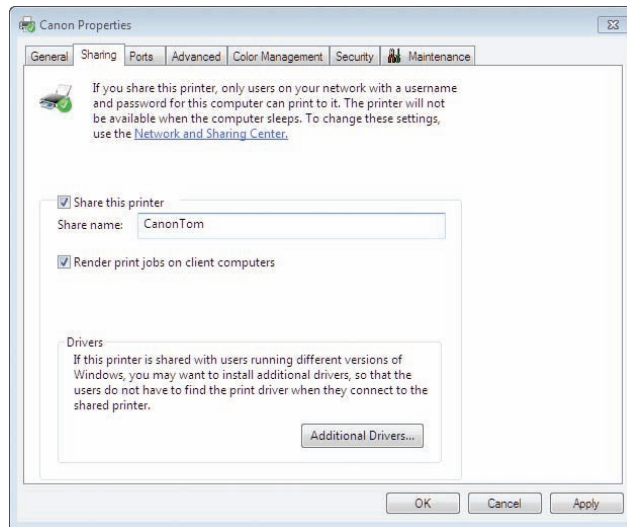 Canon Properties
General Sharing Ports Advanced Color Management Security Maintenance
If you share this printer, only users on your network with a username
and password for this computer can print to it. The printer will not
be available when the computer sleeps. To change these settings,
use the Network and Sharing Center.
Share this printer
Share name: CanonTom
Render print jobs on client computers
Drivers
If this printer is shared with users running different versions of
Windows, you may want to install additional drivers, so that the
users do not have to find the print driver when they connect to the
shared printer.
Additional Drivers...
OK Cancel Apply